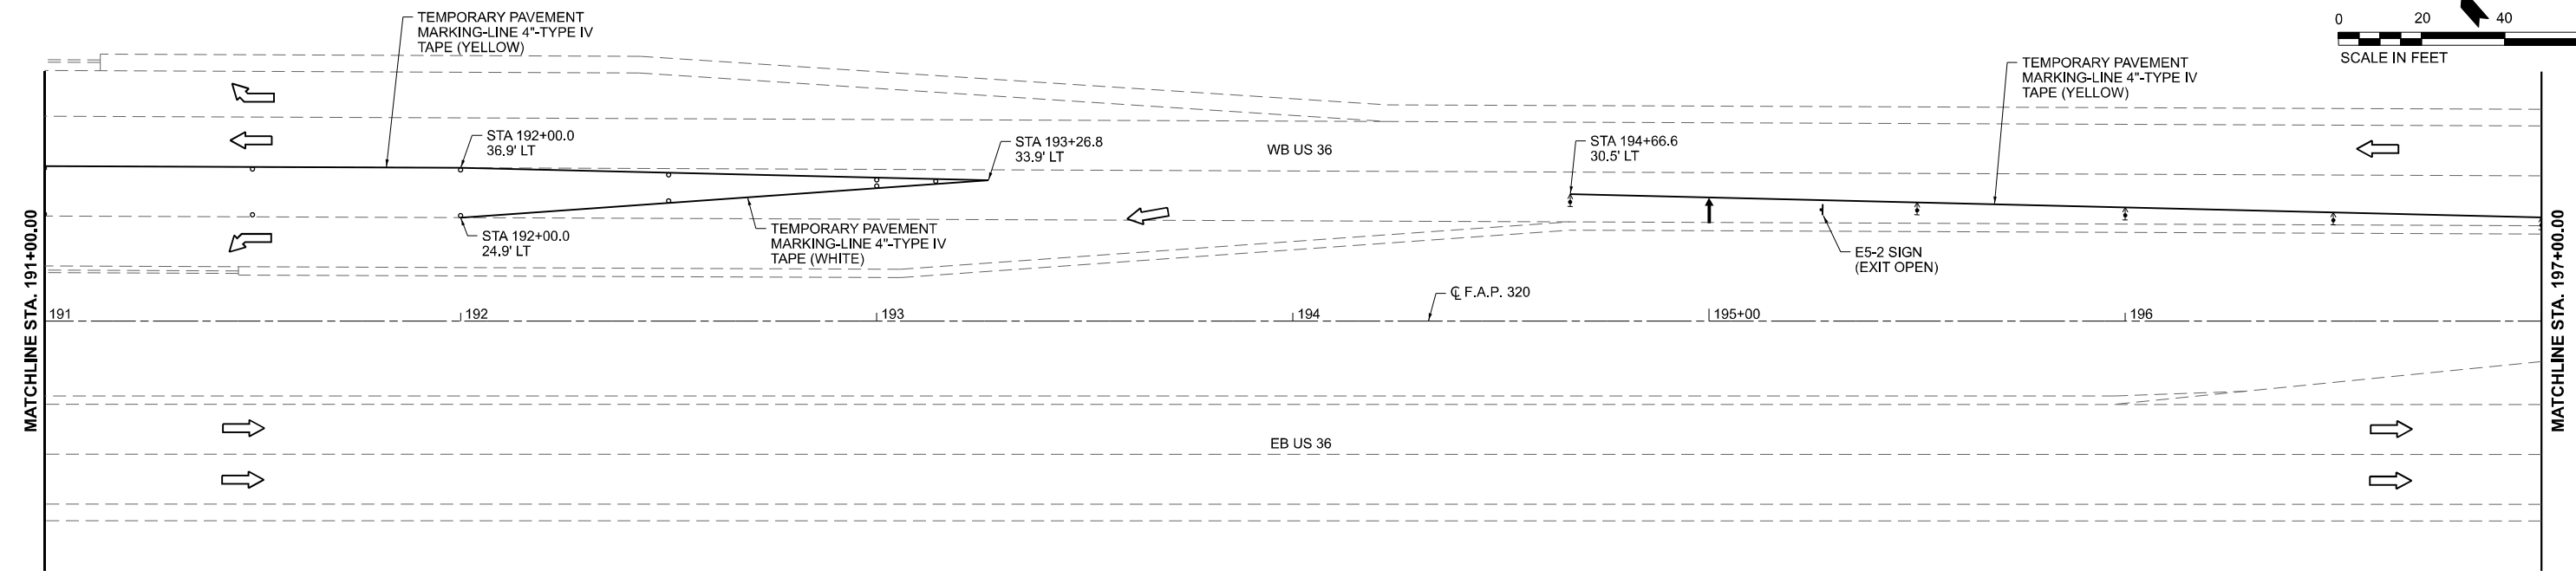 TEMPORARY PAVEMENT
MARKING-LINE 4"-TYPE IV
TAPE (YELLOW)
0 20 40
SCALE IN FEET
TEMPORARY PAVEMENT
MARKING-LINE 4"-TYPE IV
TAPE (YELLOW)
STA 192+00.0
36.9' LT
STA 193+26.8
33.9' LT
WB US 36
STA 194+66.6
30.5' LT
STA 192+00.0
24.9' LT
TEMPORARY PAVEMENT
MARKING-LINE 4"-TYPE IV
TAPE (WHITE)
E5-2 SIGN
(EXIT OPEN)
℄ F.A.P. 320
191 192 193 194 195+00 196
MATCHLINE STA. 191+00.00
MATCHLINE STA. 197+00.00
EB US 36